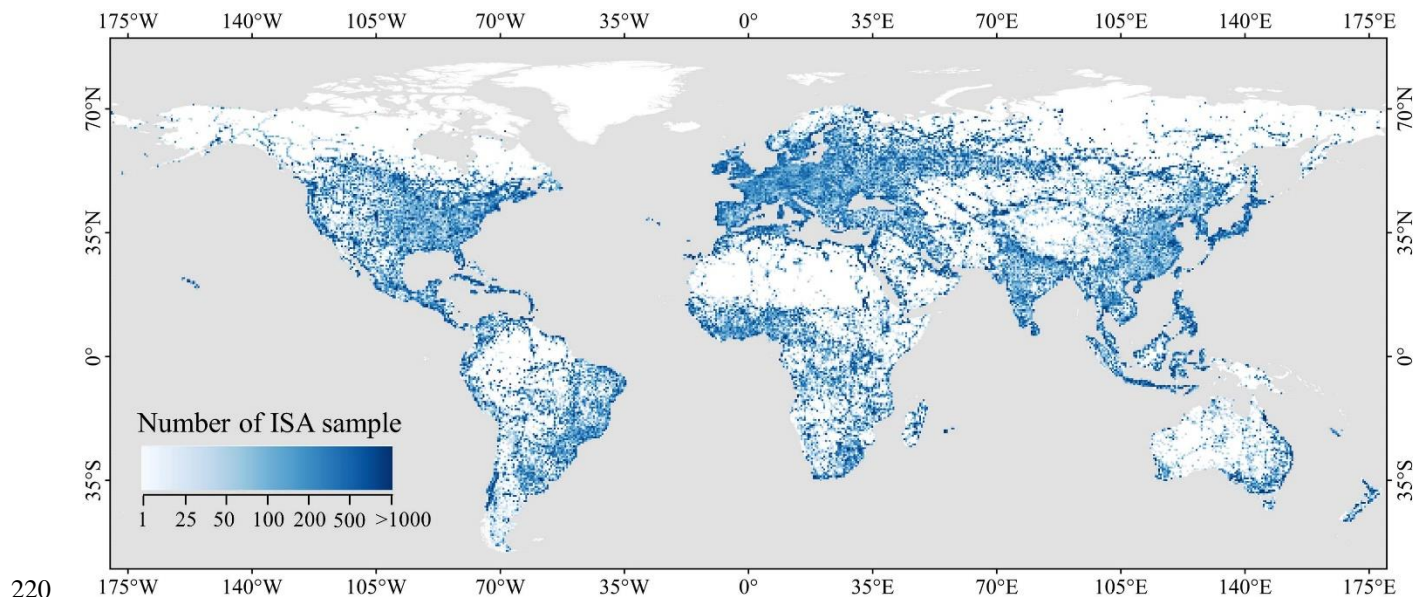 175°W 140°W 105°W 70°W 35°W 0° 35°E 70°E 105°E 140°E 175°E
70°N 70°N
35°N 35°N
0° 0°
Number of ISA sample
35°S 35°S
1 25 50 100 200 500 >1000
175°W 140°W 105°W 70°W 35°W 0° 35°E 70°E 105°E 140°E 175°E
220